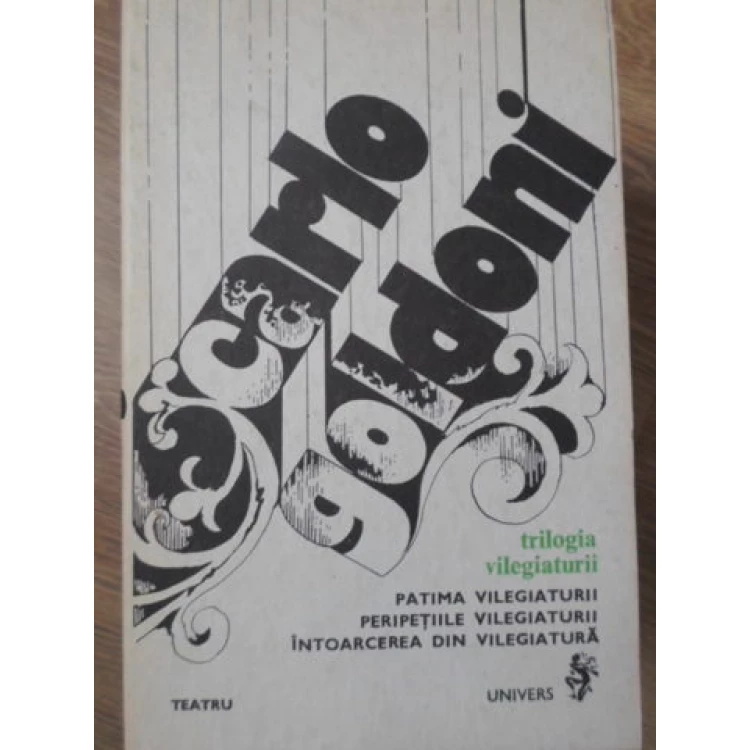 carlo
goldoni
trilogia
vilegiaturii
PATIMA VILEGIATURII
PERIPEȚIILE VILEGIATURII
ÎNTOARCEREA DIN VILEGIATURĂ
TEATRU
UNIVERS